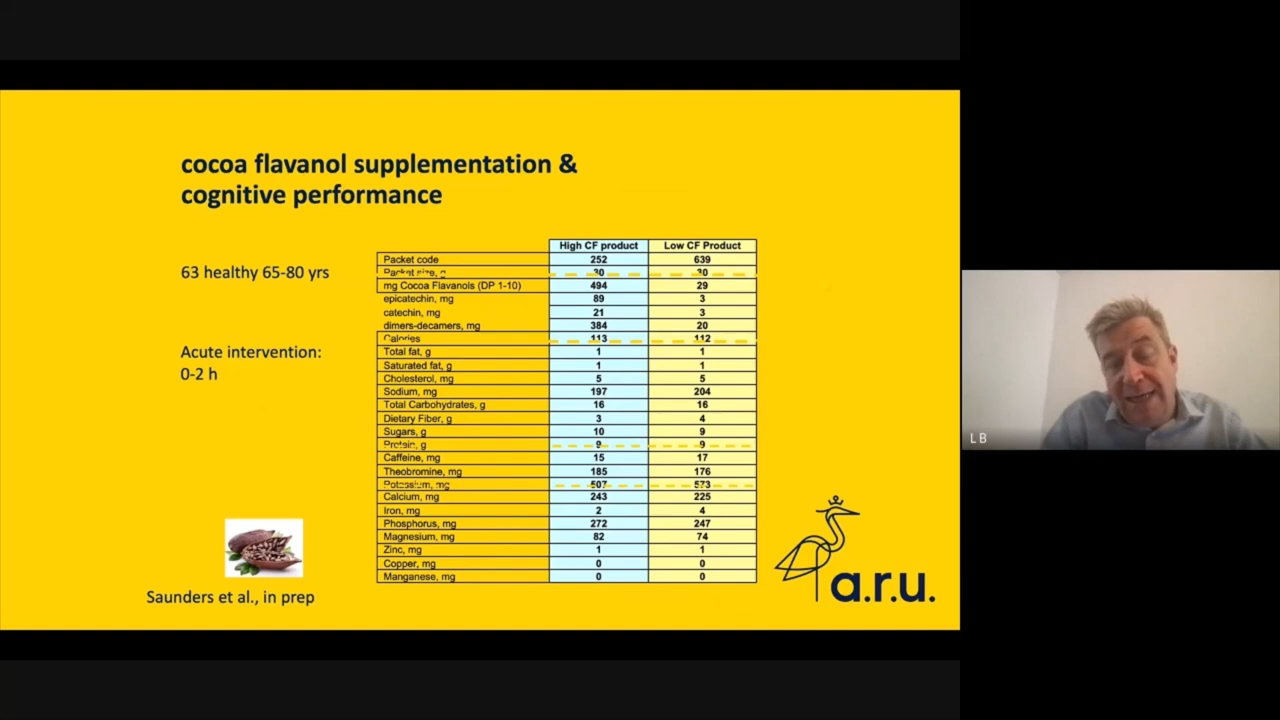 cocoa flavanol supplementation &
cognitive performance
63 healthy 65-80 yrs
Acute intervention:
0-2 h
High CF product Low CF Product
Packet code 252 639
Packet size, g 30 30
mg Cocoa Flavanols (DP 1-10) 494 29
epicatechin, mg 89 3
catechin, mg 21 3
dimers-decamers, mg 384 20
Calories 113 112
Total fat, g 1 1
Saturated fat, g 1 1
Cholesterol, mg 5 5
Sodium, mg 197 204
Total Carbohydrates, g 16 16
Dietary Fiber, g 3 4
Sugars, g 10 9
Protein, g 9 9
Caffeine, mg 15 17
Theobromine, mg 185 176
Potassium, mg 507 573
Calcium, mg 243 225
Iron, mg 2 4
Phosphorus, mg 272 247
Magnesium, mg 82 74
Zinc, mg 1 1
Copper, mg 0 0
Manganese, mg 0 0
Saunders et al., in prep
a.r.u.
L B